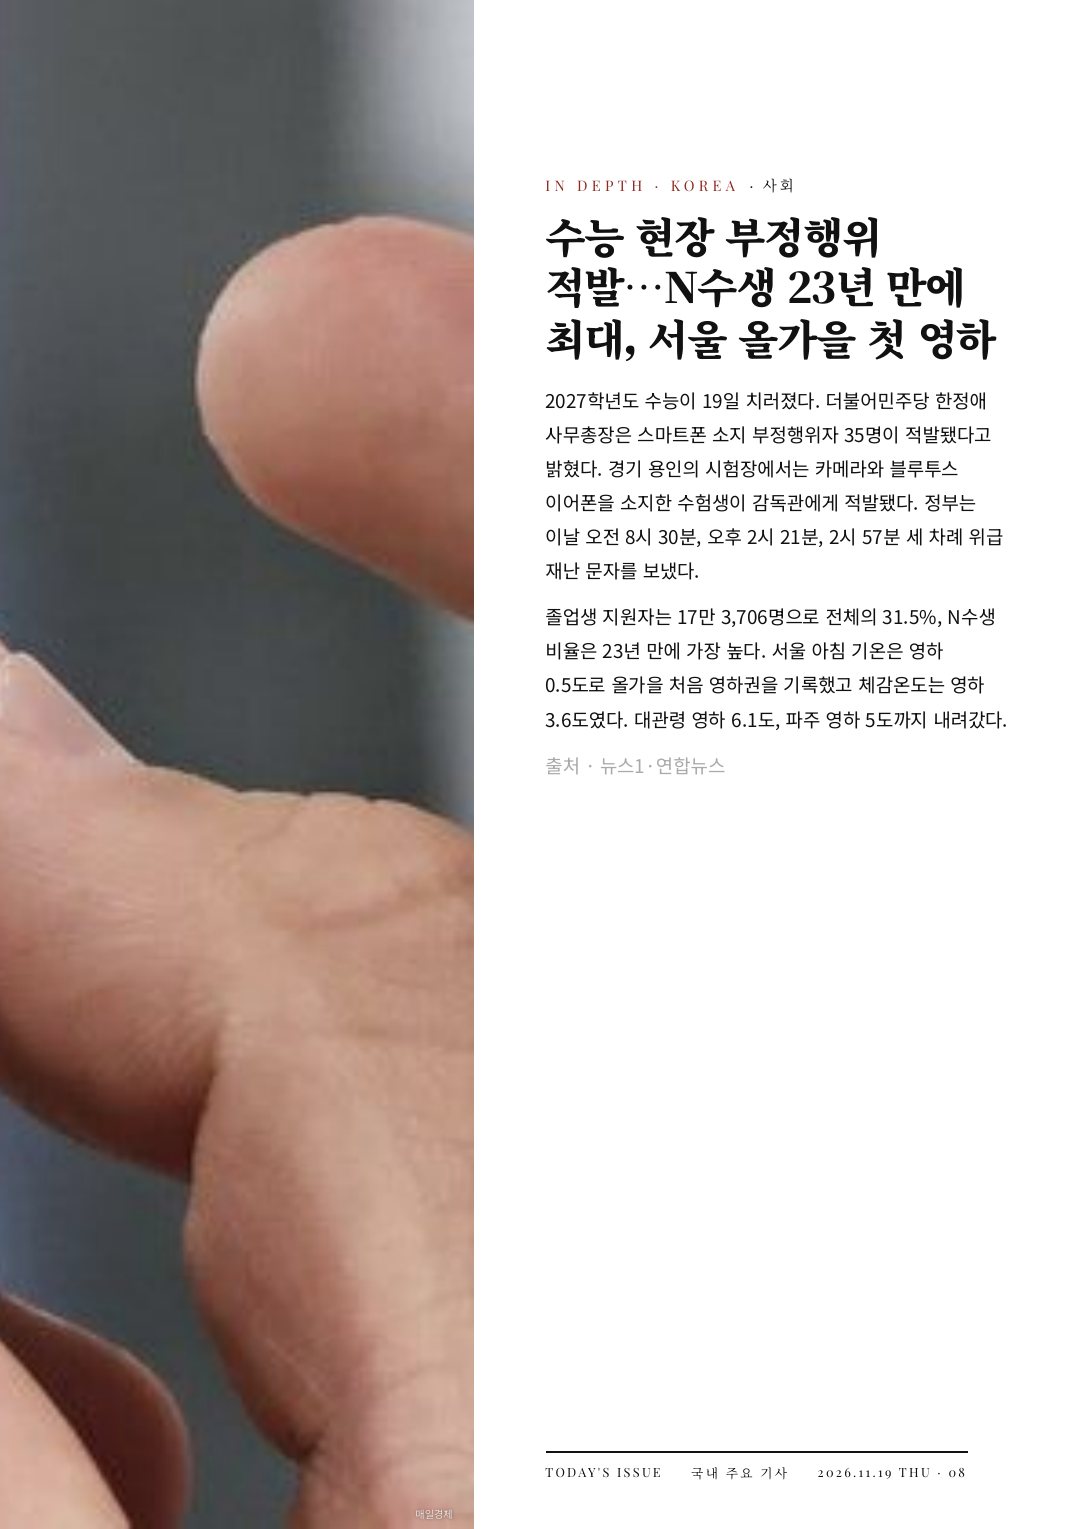 IN DEPTH · KOREA · 사회
수능 현장 부정행위
적발···N수생 23년 만에
최대, 서울 올가을 첫 영하
2027학년도 수능이 19일 치러졌다. 더불어민주당 한정애
사무총장은 스마트폰 소지 부정행위자 35명이 적발됐다고
밝혔다. 경기 용인의 시험장에서는 카메라와 블루투스
이어폰을 소지한 수험생이 감독관에게 적발됐다. 정부는
이날 오전 8시 30분, 오후 2시 21분, 2시 57분 세 차례 위급
재난 문자를 보냈다.
졸업생 지원자는 17만 3,706명으로 전체의 31.5%, N수생
비율은 23년 만에 가장 높다. 서울 아침 기온은 영하
0.5도로 올가을 처음 영하권을 기록했고 체감온도는 영하
3.6도였다. 대관령 영하 6.1도, 파주 영하 5도까지 내려갔다.
출처 · 뉴스1·연합뉴스
TODAY'S ISSUE 국내 주요 기사 2026.11.19 THU · 08
매일경제